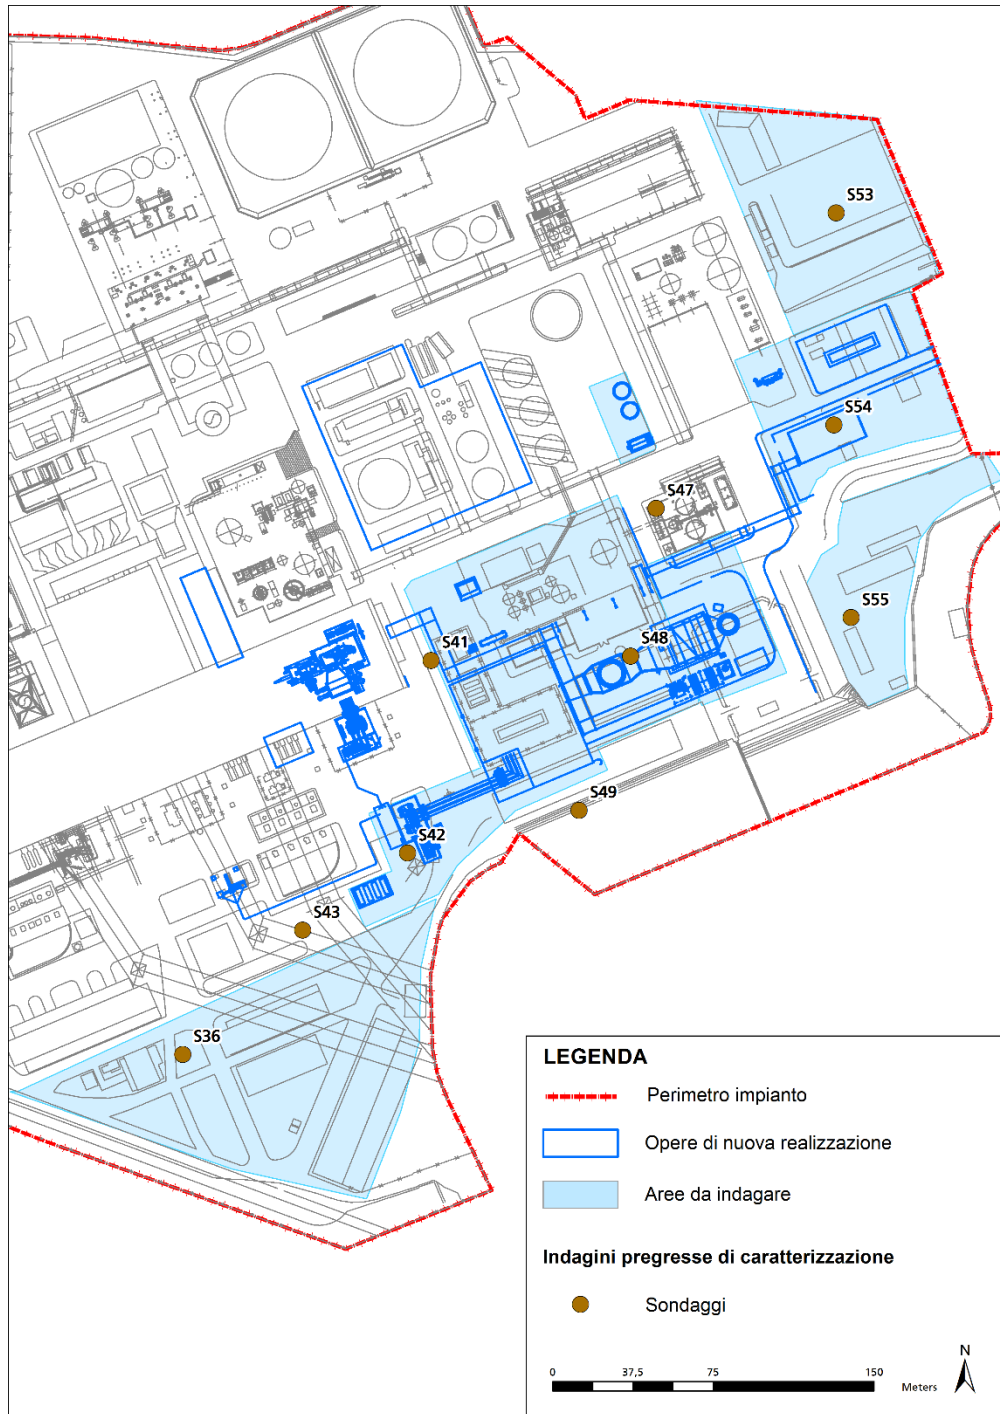 S53
S54
S47
S55
S41
S48
S49
S42
S43
S36
LEGENDA
Perimetro impianto
Opere di nuova realizzazione
Aree da indagare
Indagini pregresse di caratterizzazione
Sondaggi
N
0 37,5 75 150
Meters